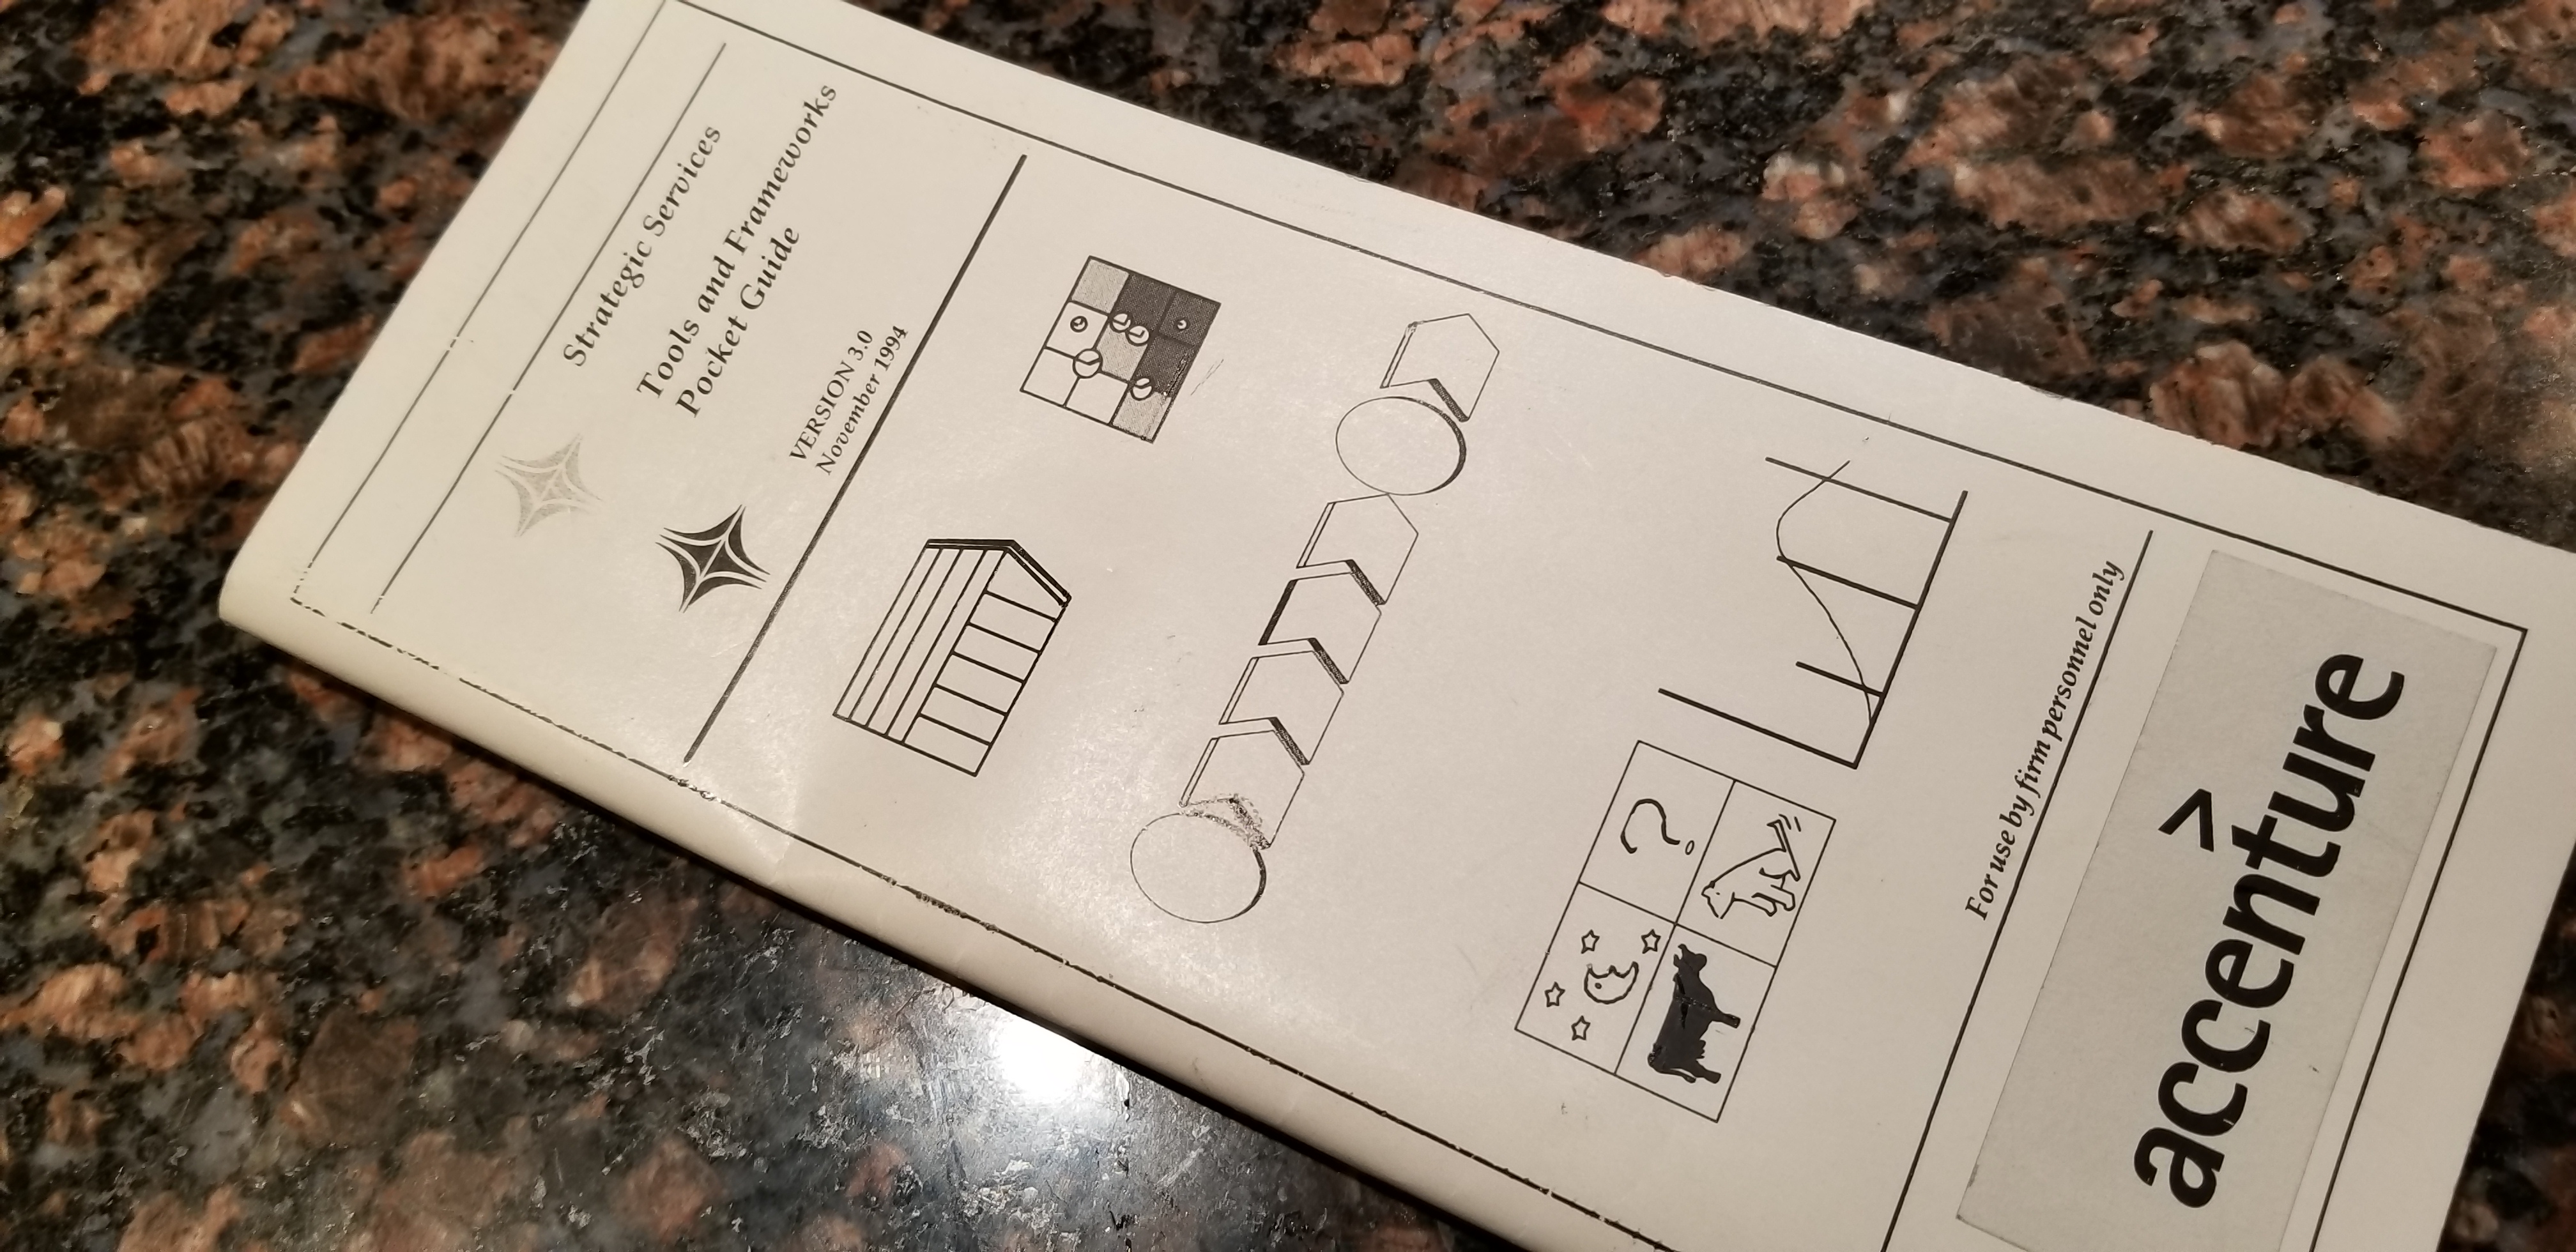 Strategic Services
Tools and Frameworks
Pocket Guide
VERSION 3.0
November 1994
?
For use by firm personnel only
>
accenture